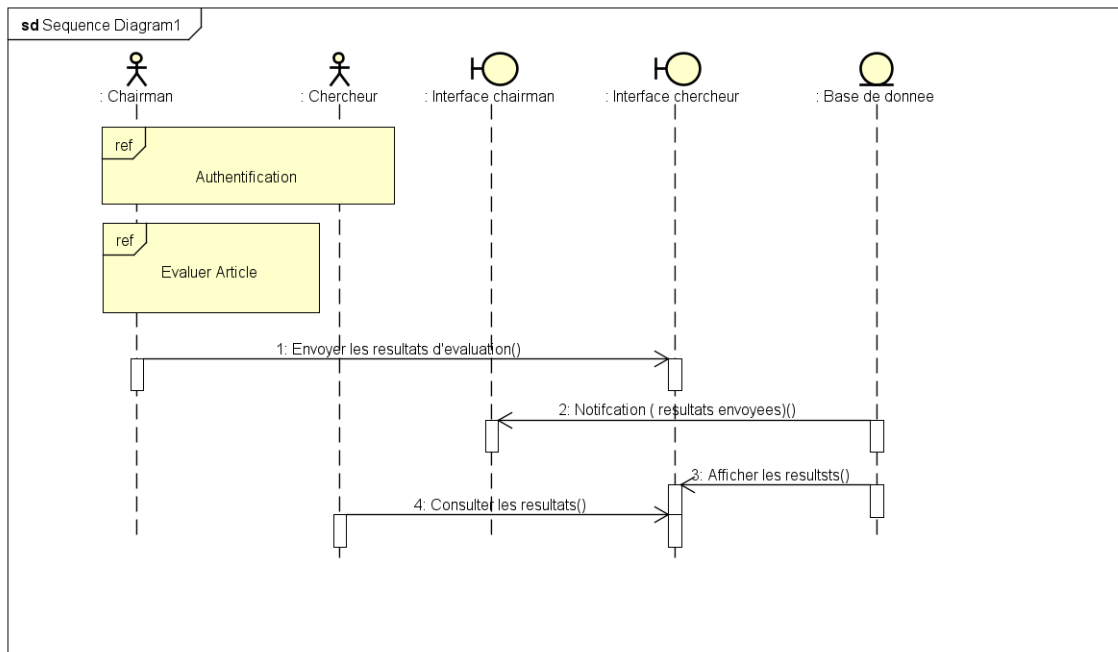 sd Sequence Diagram1
: Chairman
: Chercheur
: Interface chairman
: Interface chercheur
: Base de donnee
ref
Authentification
ref
Evaluer Article
1: Envoyer les resultats d'evaluation()
2: Notifcation ( resultats envoyees)()
3: Afficher les resultsts()
4: Consulter les resultats()